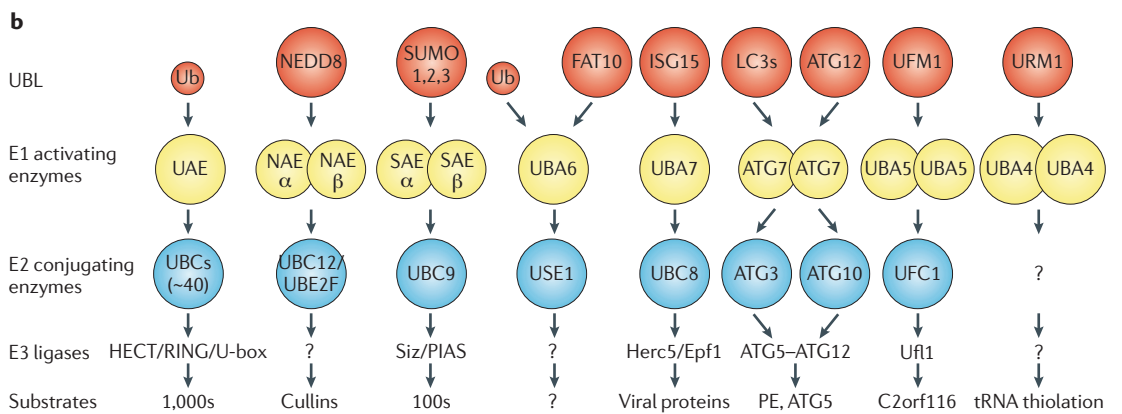 b
UBL
Ub
NEDD8
SUMO
1,2,3
Ub
FAT10
ISG15
LC3s
ATG12
UFM1
URM1
E1 activating
enzymes
UAE
NAE
α
NAE
β
SAE
α
SAE
β
UBA6
UBA7
ATG7
ATG7
UBA5
UBA5
UBA4
UBA4
E2 conjugating
enzymes
UBCs
(~40)
UBC12/
UBE2F
UBC9
USE1
UBC8
ATG3
ATG10
UFC1
?
E3 ligases
HECT/RING/U-box
?
Siz/PIAS
?
Herc5/Epf1
ATG5–ATG12
Ufl1
?
Substrates
1,000s
Cullins
100s
?
Viral proteins
PE, ATG5
C2orf116
tRNA thiolation